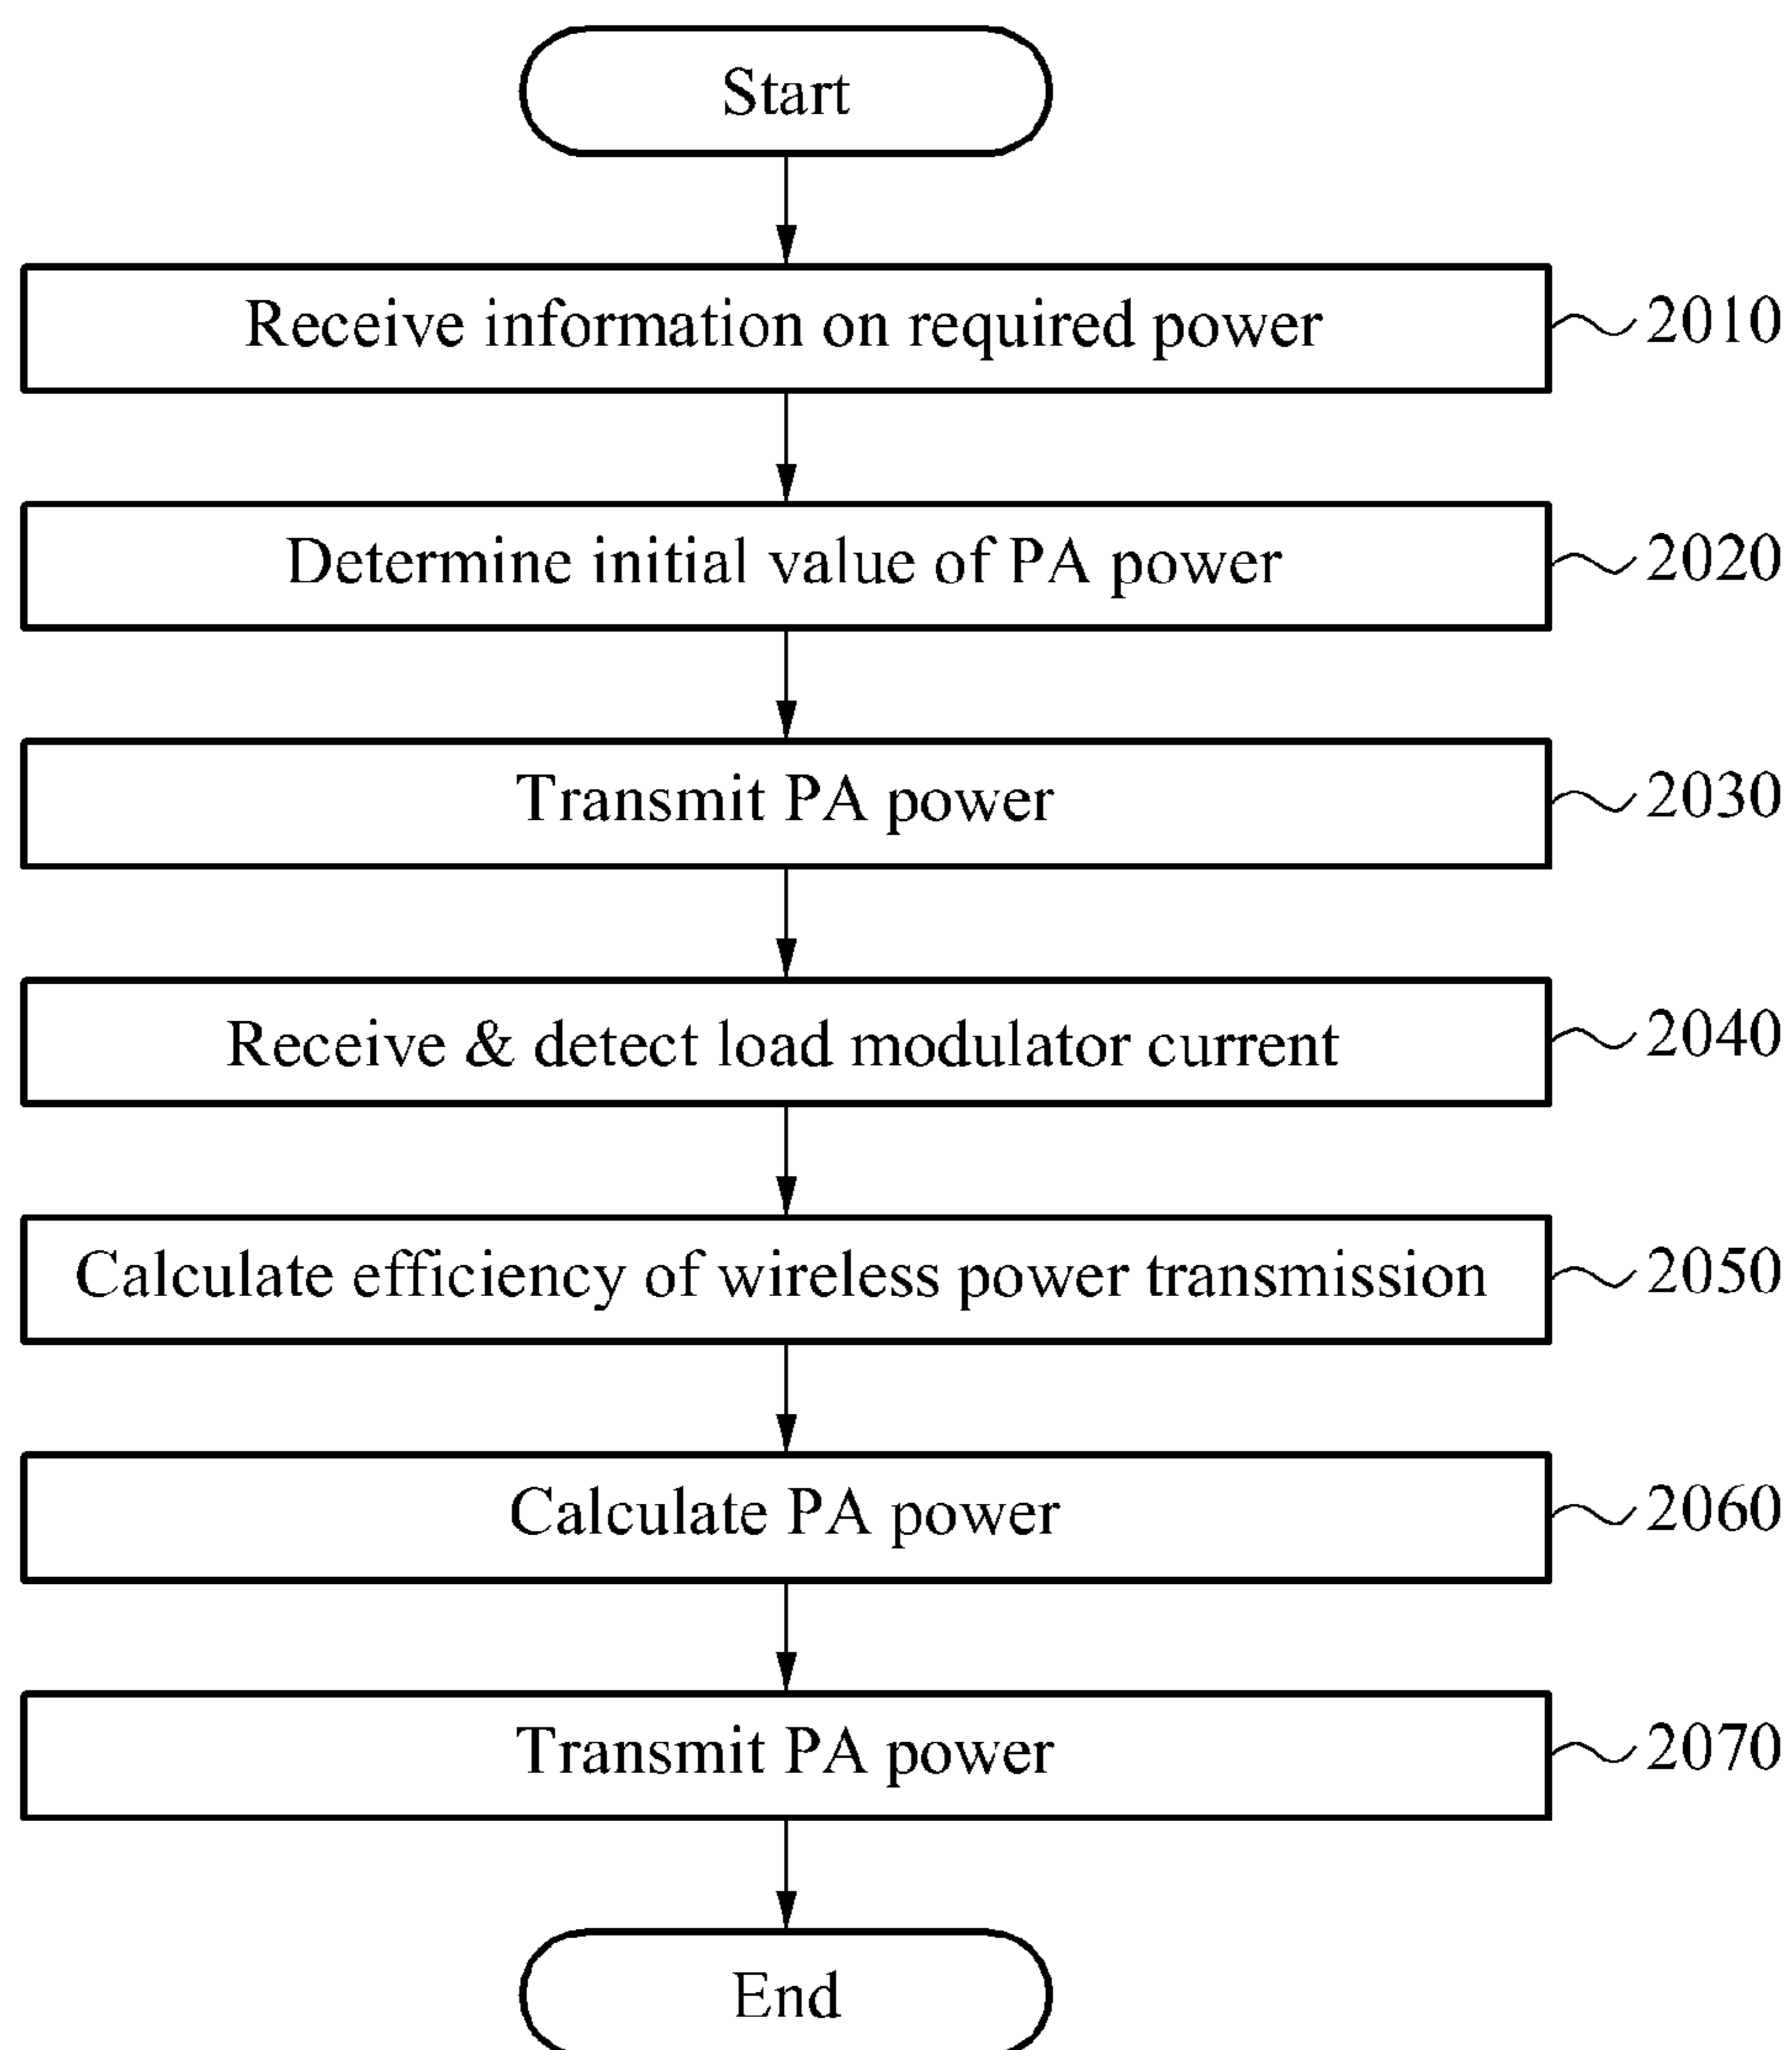 Start
Receive information on required power
2010
Determine initial value of PA power
2020
Transmit PA power
2030
Receive & detect load modulator current
2040
Calculate efficiency of wireless power transmission
2050
Calculate PA power
2060
Transmit PA power
2070
End